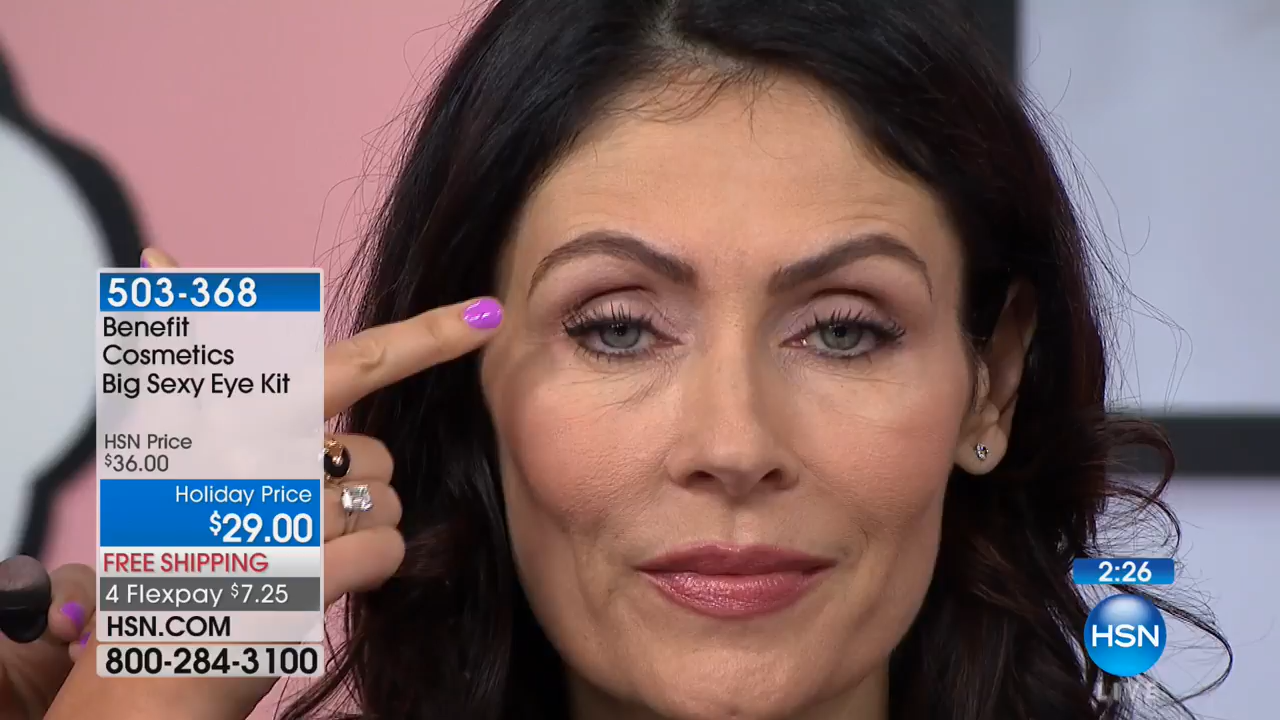 503-368
Benefit
Cosmetics
Big Sexy Eye Kit
HSN Price
$36.00
Holiday Price
$29.00
FREE SHIPPING
4 Flexpay $7.25
HSN.COM
800-284-3100
2:26
HSN
LIVE